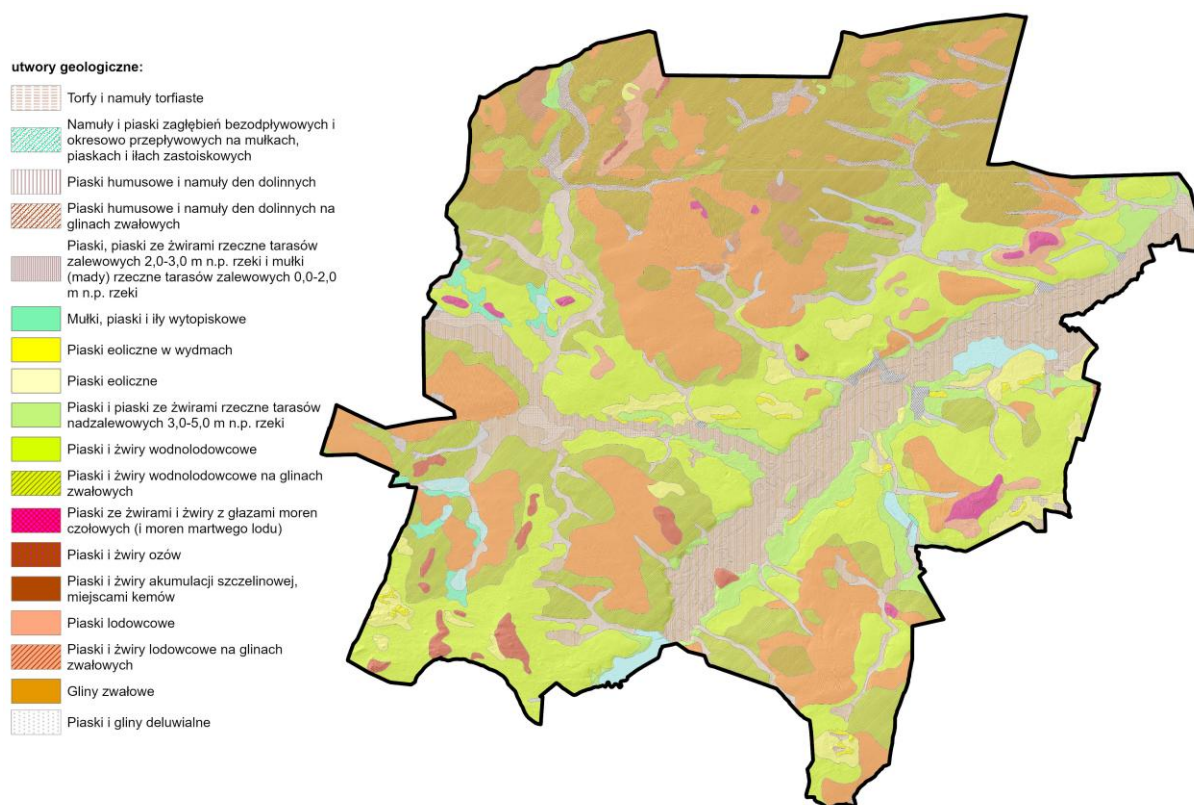 utwory geologiczne:
Torfy i namuły torfiaste
Namuły i piaski zagłębień bezodpływowych i
okresowo przepływowych na mułkach,
piaskach i iłach zastoiskowych
Piaski humusowe i namuły den dolinnych
Piaski humusowe i namuły den dolinnych na
glinach zwałowych
Piaski, piaski ze żwirami rzeczne tarasów
zalewowych 2,0-3,0 m n.p. rzeki i mułki
(mady) rzeczne tarasów zalewowych 0,0-2,0
m n.p. rzeki
Mułki, piaski i iły wytopiskowe
Piaski eoliczne w wydmach
Piaski eoliczne
Piaski i piaski ze żwirami rzeczne tarasów
nadzalewowych 3,0-5,0 m n.p. rzeki
Piaski i żwiry wodnolodowcowe
Piaski i żwiry wodnolodowcowe na glinach
zwałowych
Piaski ze żwirami i żwiry z głazami moren
czołowych (i moren martwego lodu)
Piaski i żwiry ozów
Piaski i żwiry akumulacji szczelinowej,
miejscami kemów
Piaski lodowcowe
Piaski i żwiry lodowcowe na glinach
zwałowych
Gliny zwałowe
Piaski i gliny deluwialne